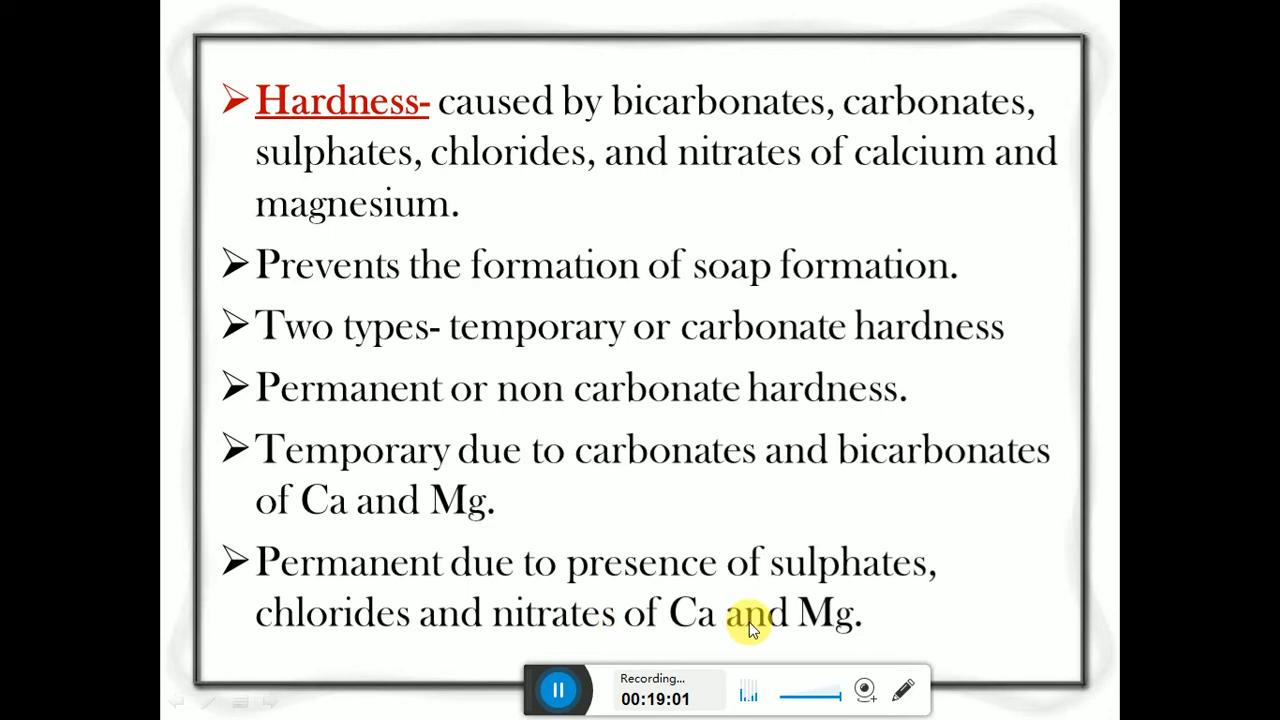 Hardness- caused by bicarbonates, carbonates,
sulphates, chlorides, and nitrates of calcium and
magnesium.
Prevents the formation of soap formation.
Two types- temporary or carbonate hardness
Permanent or non carbonate hardness.
Temporary due to carbonates and bicarbonates
of Ca and Mg.
Permanent due to presence of sulphates,
chlorides and nitrates of Ca and Mg.
Recording...
00:19:01